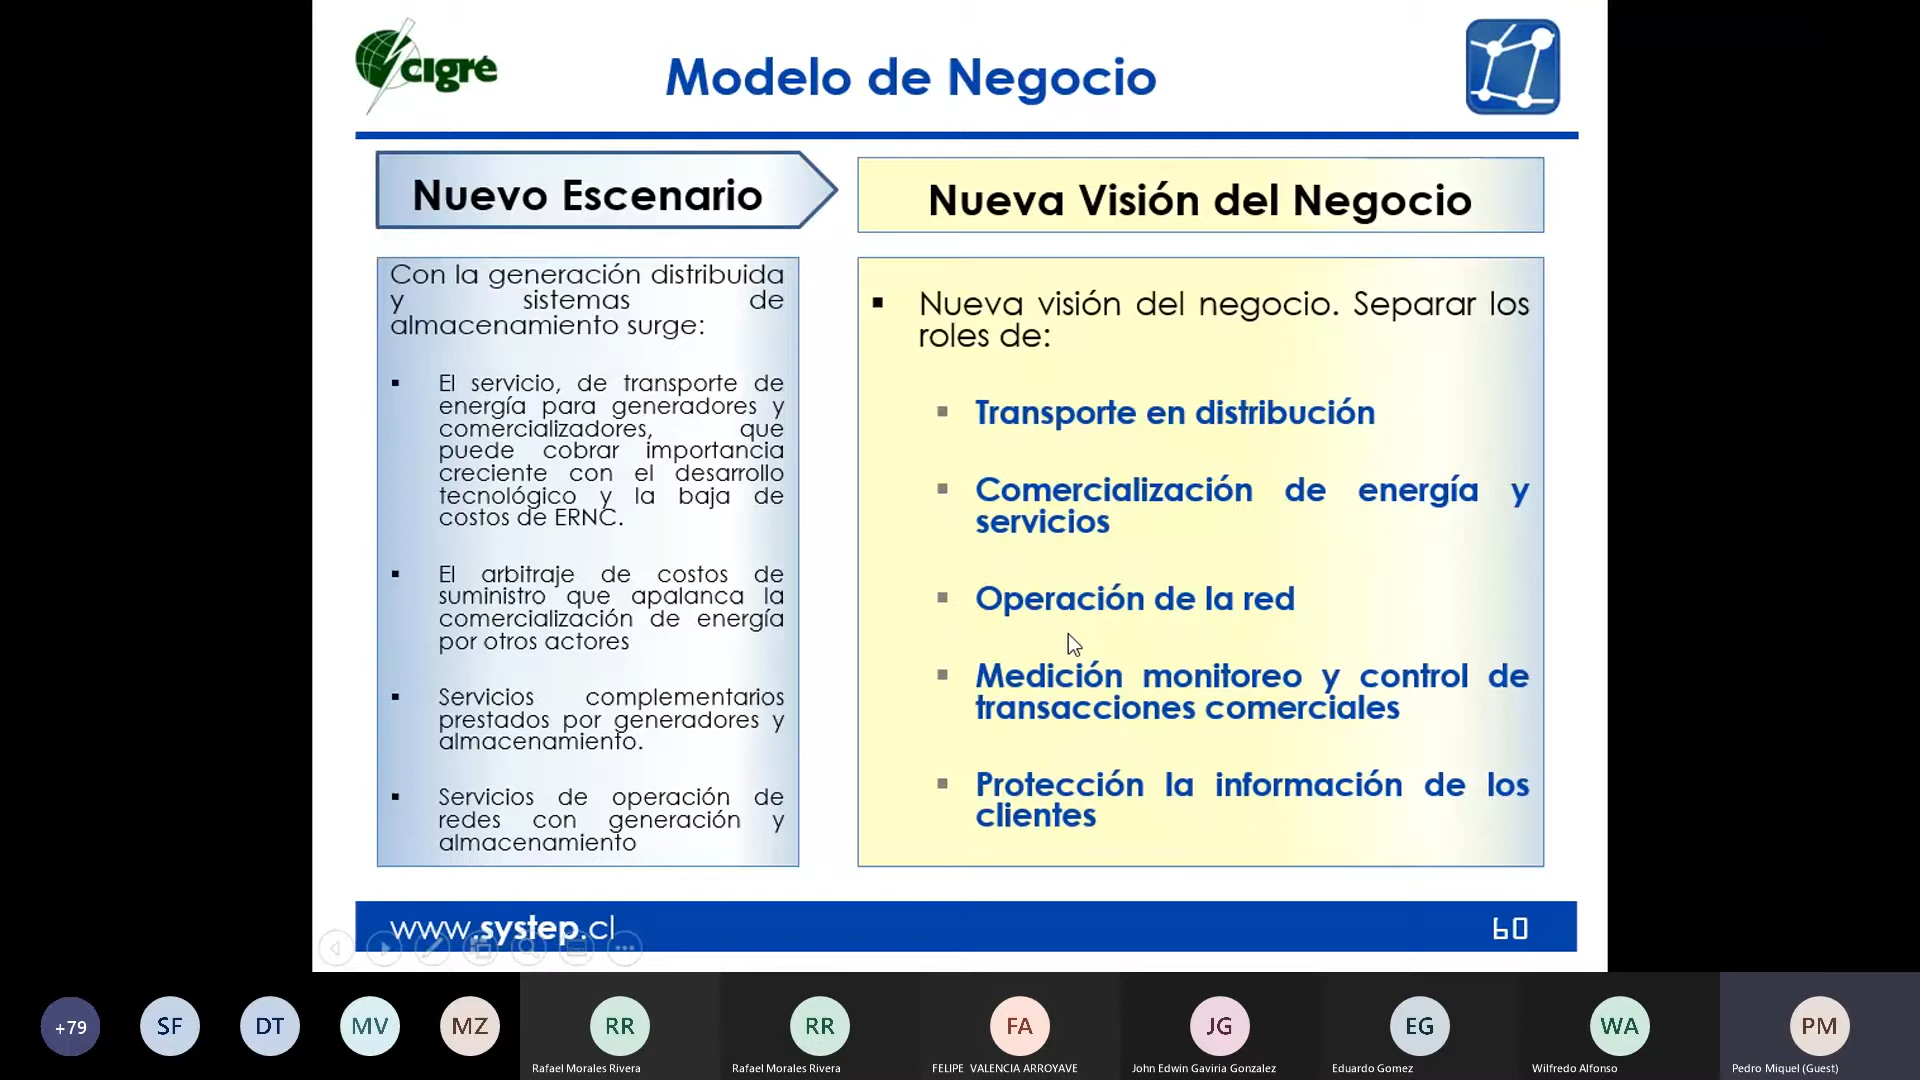 cigré
Modelo de Negocio
Nuevo Escenario
Nueva Visión del Negocio
Con la generación distribuida
y sistemas de
almacenamiento surge:
▪ El servicio, de transporte de
energía para generadores y
comercializadores, que
puede cobrar importancia
creciente con el desarrollo
tecnológico y la baja de
costos de ERNC.
▪ El arbitraje de costos de
suministro que apalanca la
comercialización de energía
por otros actores
▪ Servicios complementarios
prestados por generadores y
almacenamiento.
▪ Servicios de operación de
redes con generación y
almacenamiento
▪ Nueva visión del negocio. Separar los
roles de:
▪ Transporte en distribución
▪ Comercialización de energía y
servicios
▪ Operación de la red
▪ Medición monitoreo y control de
transacciones comerciales
▪ Protección la información de los
clientes
www.systep.cl
60
+79
SF
DT
MV
MZ
RR
RR
FA
JG
EG
WA
PM
Rafael Morales Rivera
Rafael Morales Rivera
FELIPE VALENCIA ARROYAVE
John Edwin Gaviria Gonzalez
Eduardo Gomez
Wilfredo Alfonso
Pedro Miquel (Guest)